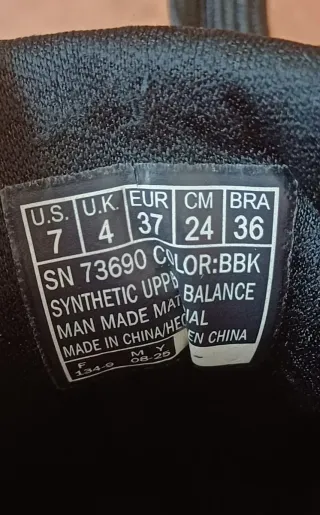 U.S. U.K. EUR CM BRA
7 4 37 24 36
SN 73690 COLOR:BBK
SYNTHETIC UPP BALANCE
MAN MADE MAT IAL
MADE IN CHINA/HE EN CHINA
F M Y
134-9 08-25